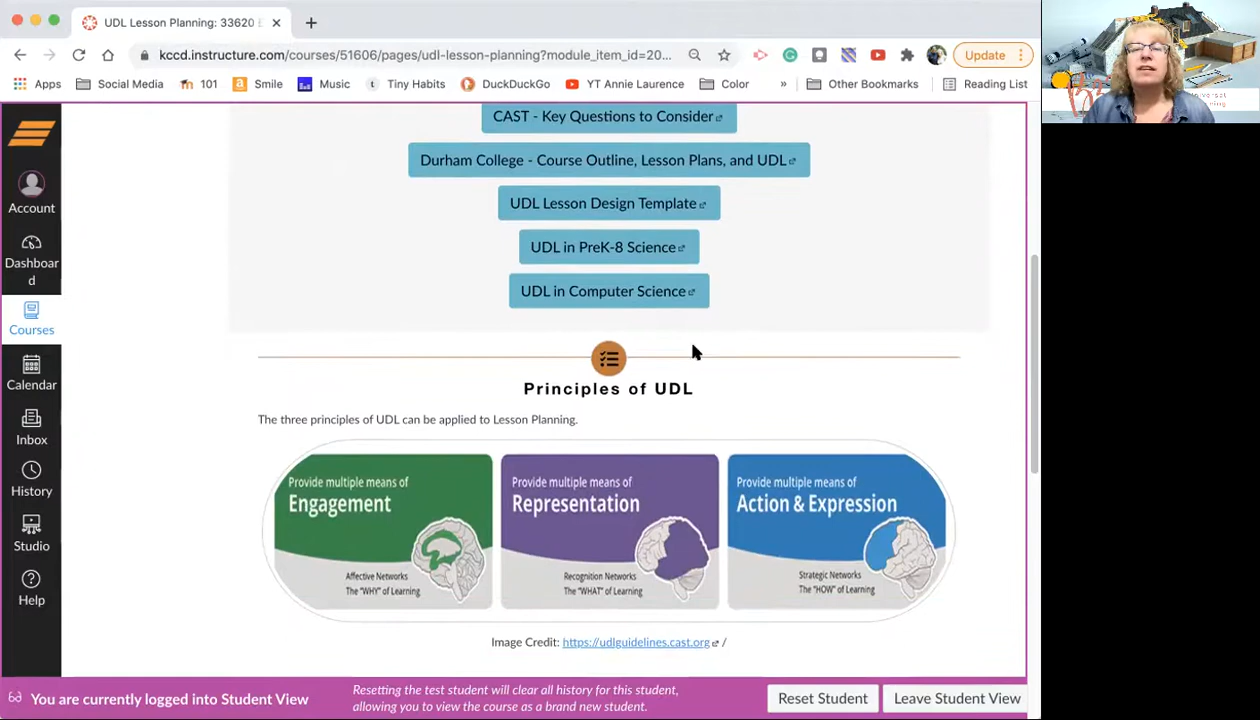 UDL Lesson Planning: 33620
kccd.instructure.com/courses/51606/pages/udl-lesson-planning?module_item_id=20...
Update
Apps
Social Media
101
Smile
Music
Tiny Habits
DuckDuckGo
YT Annie Laurence
Color
»
Other Bookmarks
Reading List
Account
Dashboar
d
Courses
Calendar
Inbox
History
Studio
Help
CAST - Key Questions to Consider
Durham College - Course Outline, Lesson Plans, and UDL
UDL Lesson Design Template
UDL in PreK-8 Science
UDL in Computer Science
Principles of UDL
The three principles of UDL can be applied to Lesson Planning.
Provide multiple means of
Engagement
Affective Networks
The "WHY" of Learning
Provide multiple means of
Representation
Recognition Networks
The "WHAT" of Learning
Provide multiple means of
Action & Expression
Strategic Networks
The "HOW" of Learning
Image Credit: https://udlguidelines.cast.org /
You are currently logged into Student View
Resetting the test student will clear all history for this student,
allowing you to view the course as a brand new student.
Reset Student
Leave Student View